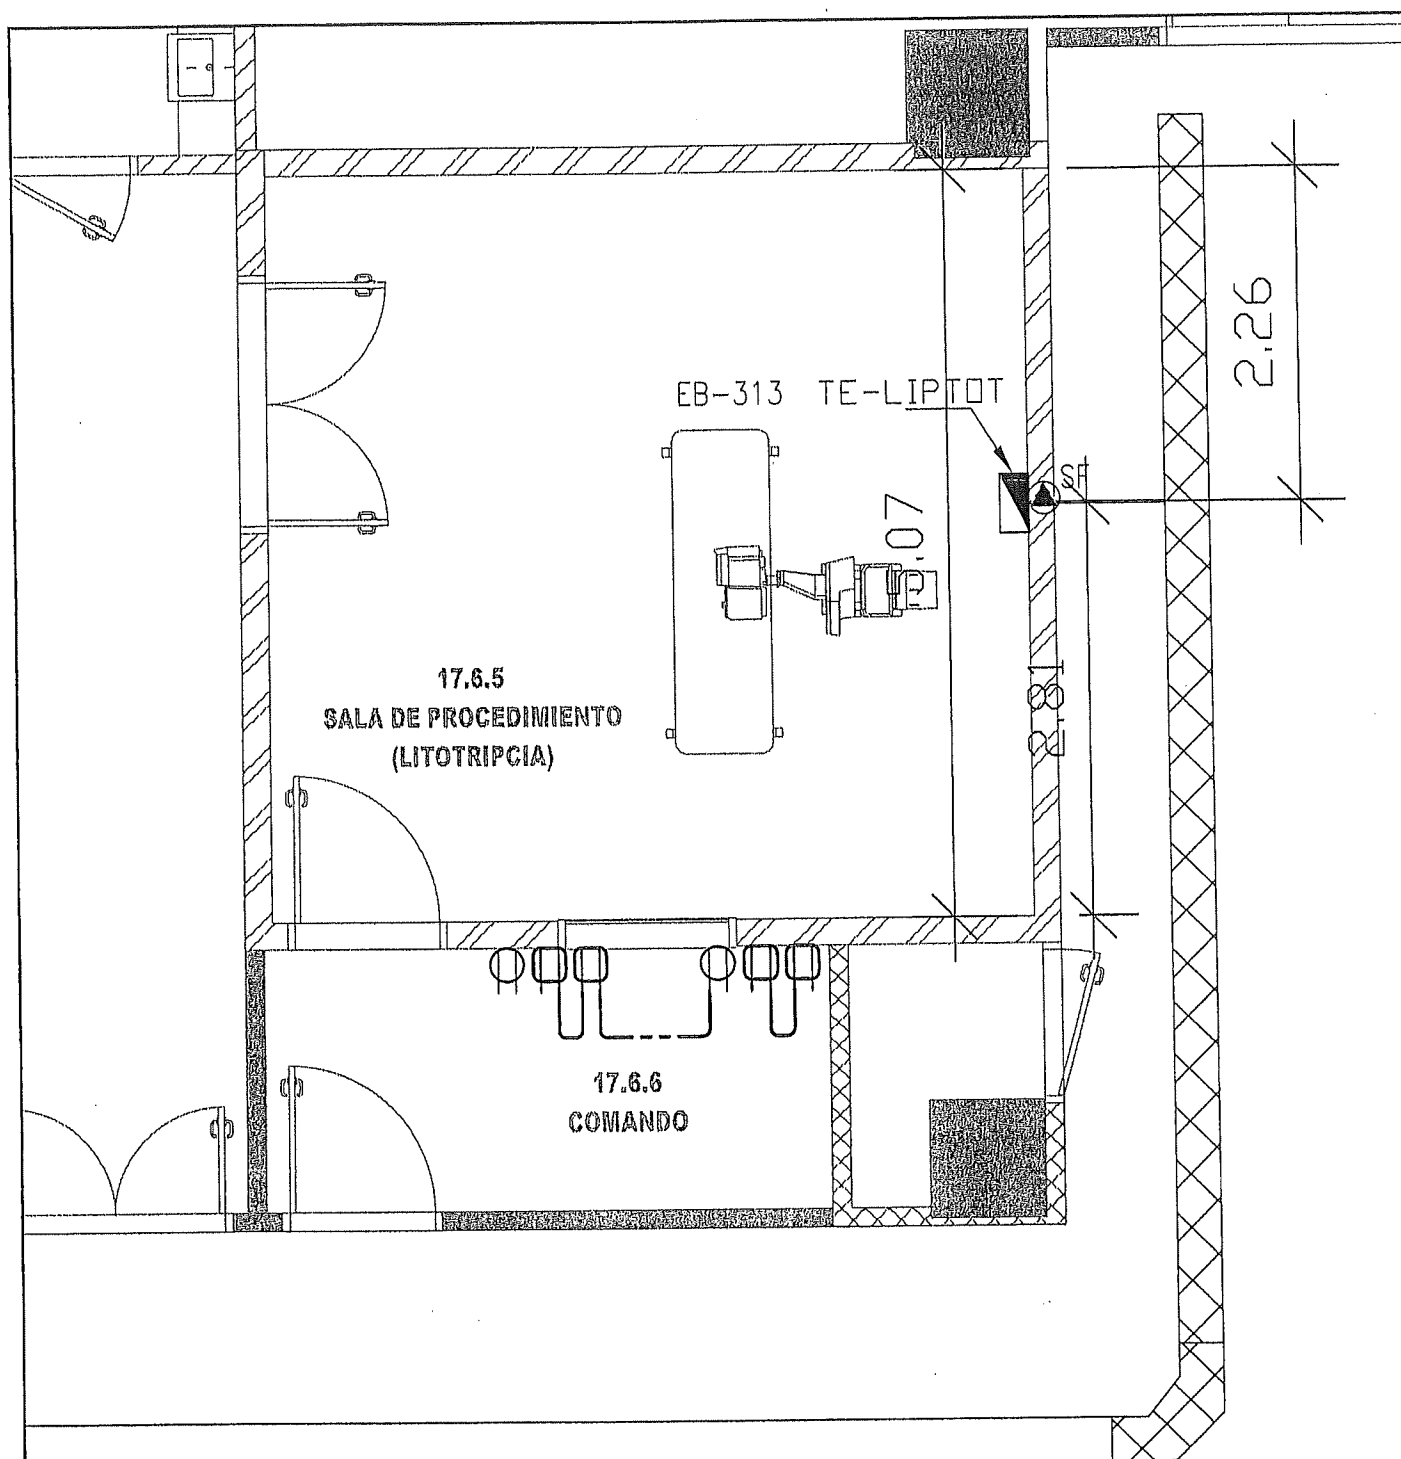 2.26
EB-313 TE-LIPTOT
SF
5.07
2.81
17.6.5
SALA DE PROCEDIMIENTO
(LITOTRIPCIA)
17.6.6
COMANDO